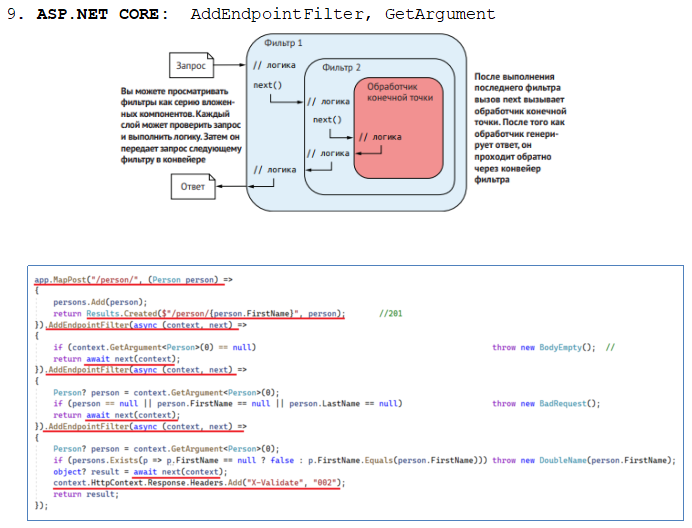 9. ASP.NET CORE: AddEndpointFilter, GetArgument
Фильтр 1
Запрос
// логика
next()
Фильтр 2
// логика
next()
Обработчик
конечной точки
// логика
// логика
// логика
Ответ
Вы можете просматривать
фильтры как серию вложен-
ных компонентов. Каждый
слой может проверить запрос
и выполнить логику. Затем он
передает запрос следующему
фильтру в конвейере
После выполнения
последнего фильтра
вызов next вызывает
обработчик конечной
точки. После того как
обработчик генери-
рует ответ, он
проходит обратно
через конвейер
фильтра
app.MapPost("/person/", (Person person) =>
{
persons.Add(person);
return Results.Created($"/person/{person.FirstName}", person); //201
}).AddEndpointFilter(async (context, next) =>
{
if (context.GetArgument<Person>(0) == null) throw new BodyEmpty(); //
return await next(context);
}).AddEndpointFilter(async (context, next) =>
{
Person? person = context.GetArgument<Person>(0);
if (person == null || person.FirstName == null || person.LastName == null) throw new BadRequest();
return await next(context);
}).AddEndpointFilter(async (context, next) =>
{
Person? person = context.GetArgument<Person>(0);
if (persons.Exists(p => p.FirstName == null ? false : p.FirstName.Equals(person.FirstName))) throw new DoubleName(person.FirstName);
object? result = await next(context);
context.HttpContext.Response.Headers.Add("X-Validate", "002");
return result;
});